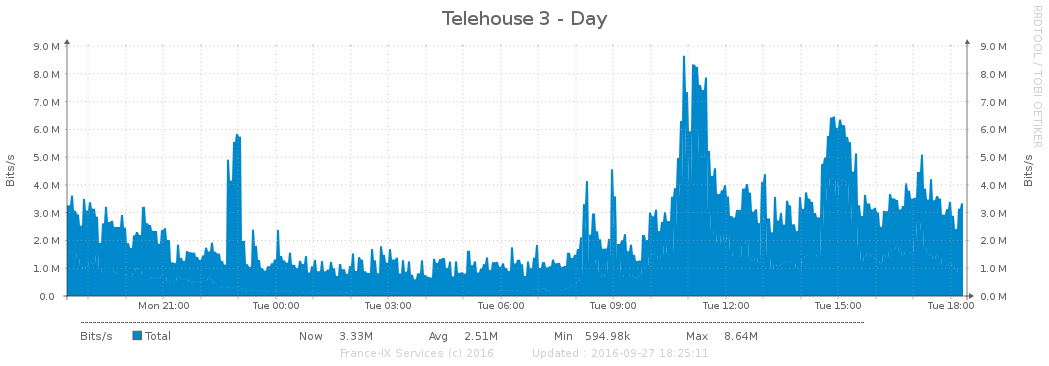 Telehouse 3 - Day
RRDTOOL / TOBI OETIKER
Bits/s
9.0 M
8.0 M
7.0 M
6.0 M
5.0 M
4.0 M
3.0 M
2.0 M
1.0 M
0.0
9.0 M
8.0 M
7.0 M
6.0 M
5.0 M
4.0 M
3.0 M
2.0 M
1.0 M
0.0 M
Bits/s
Mon 21:00 Tue 00:00 Tue 03:00 Tue 06:00 Tue 09:00 Tue 12:00 Tue 15:00 Tue 18:00
Bits/s Total Now 3.33M Avg 2.51M Min 594.98k Max 8.64M
France-IX Services (c) 2016 Updated : 2016-09-27 18:25:11